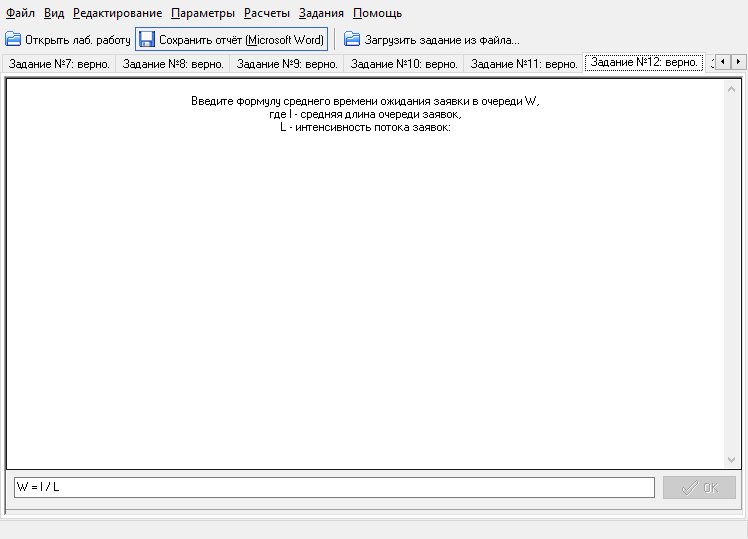 Файл Вид Редактирование Параметры Расчеты Задания Помощь
Открыть лаб. работу Сохранить отчёт (Microsoft Word) Загрузить задание из файла...
Задание №7: верно. Задание №8: верно. Задание №9: верно. Задание №10: верно. Задание №11: верно. Задание №12: верно.
Введите формулу среднего времени ожидания заявки в очереди W,
где l - средняя длина очереди заявок,
L - интенсивность потока заявок:
W = l / L OK